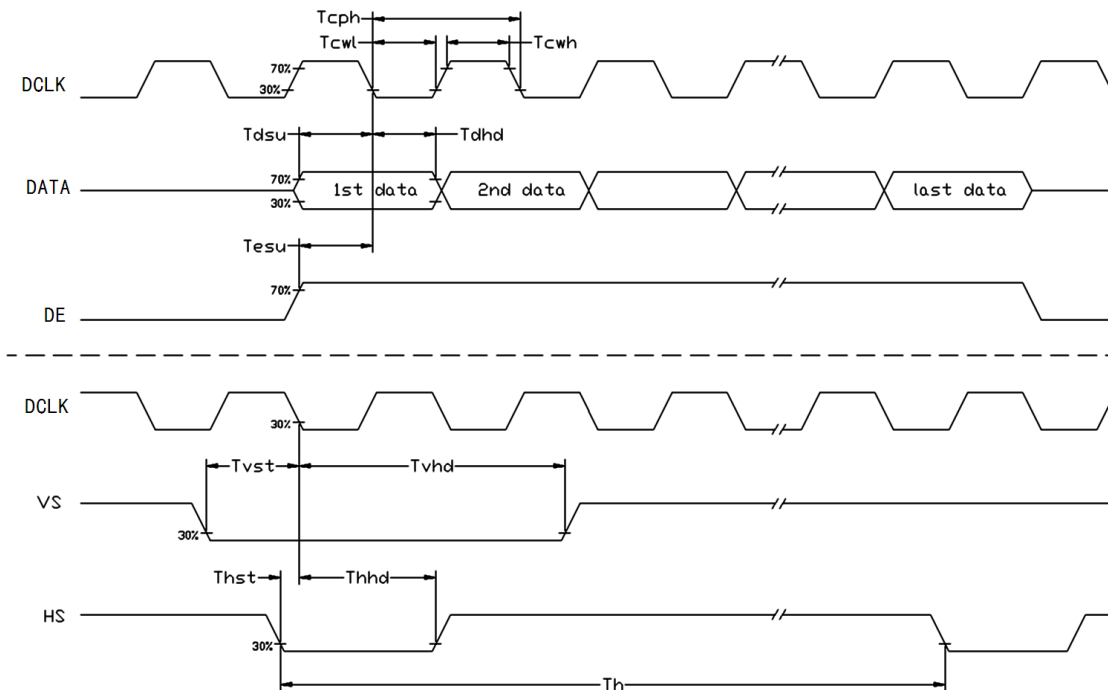 Tcph
Tcwl Tcwh
70%
DCLK 30%
Tdsu Tdhd
70%
DATA 1st data 2nd data last data
30%
Tesu
70%
DE
DCLK
30%
Tvst Tvhd
VS
30%
Thst Thhd
HS
30%
Th